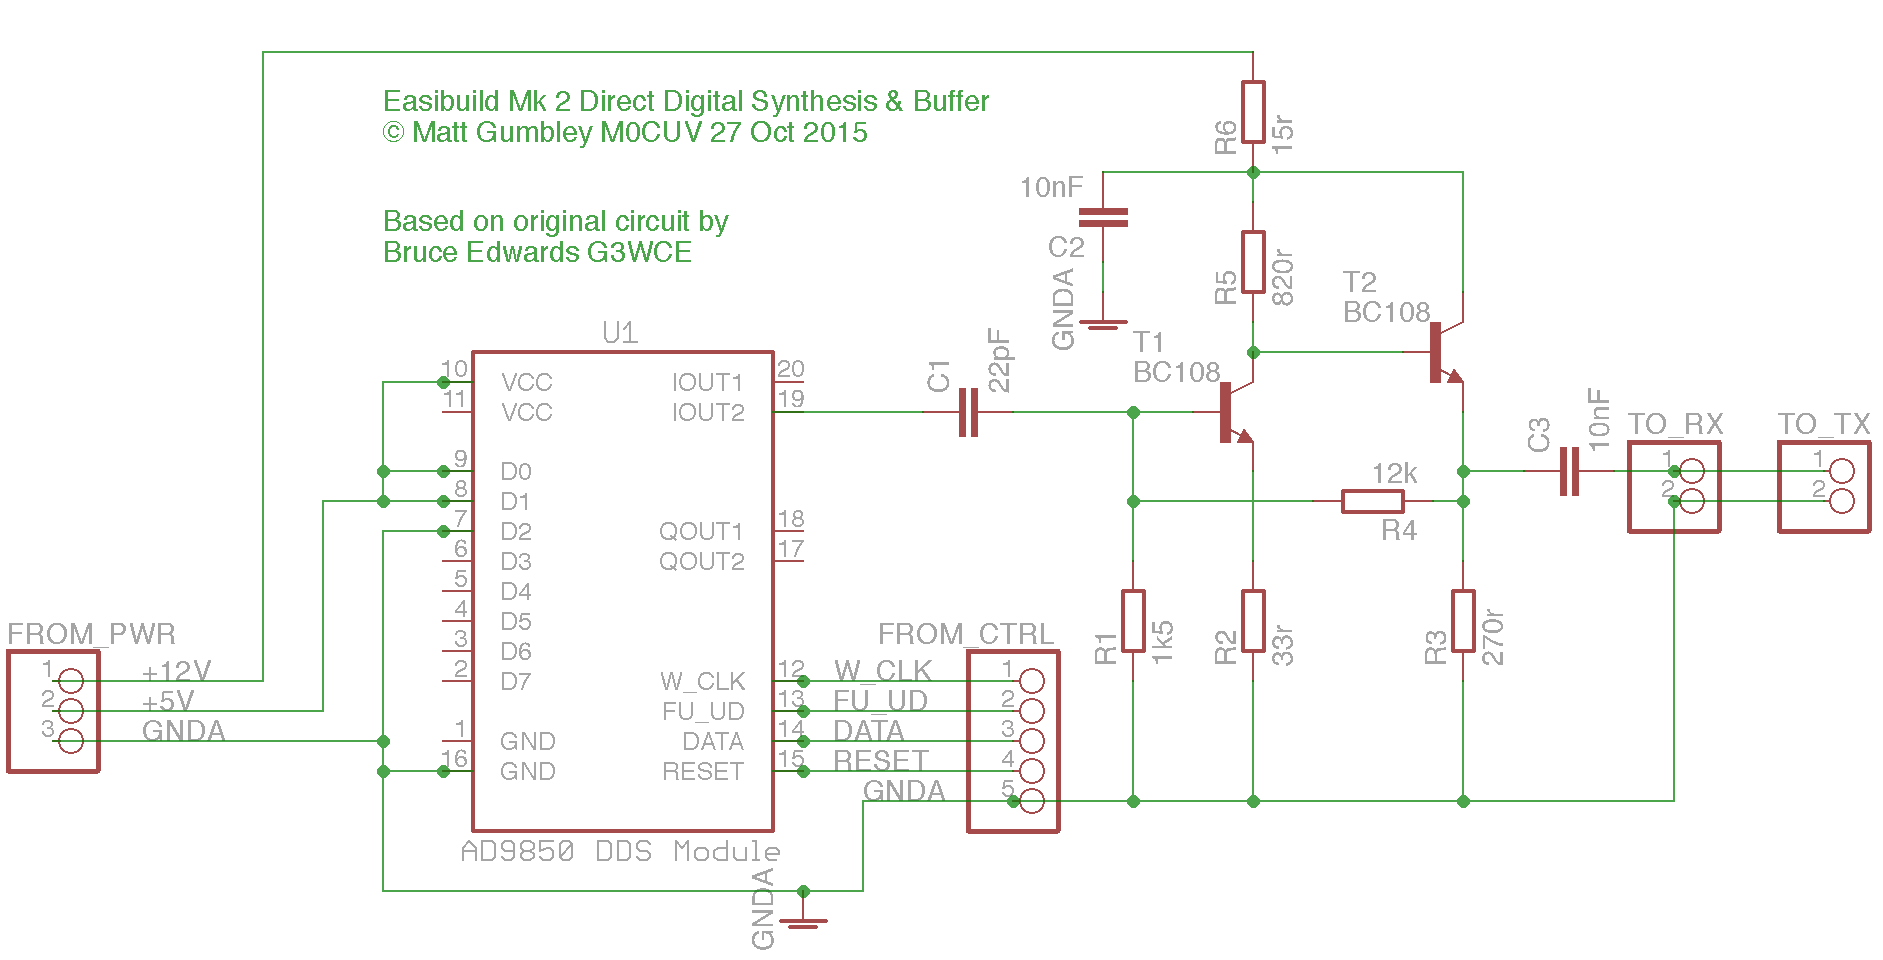 Easibuild Mk 2 Direct Digital Synthesis & Buffer
© Matt Gumbley M0CUV 27 Oct 2015
Based on original circuit by
Bruce Edwards G3WCE
R6
15r
10nF
C2
GNDA
R5
820r
T2
BC108
T1
BC108
C1
22pF
U1
10 VCC
11 VCC
9 D0
8 D1
7 D2
6 D3
5 D4
4 D5
3 D6
2 D7
1 GND
16 GND
IOUT1 20
IOUT2 19
QOUT1 18
QOUT2 17
W_CLK 12
FU_UD 13
DATA 14
RESET 15
AD9850 DDS Module
GNDA
C3
10nF
TO_RX
1
2
TO_TX
1
2
12k
R4
R1
1k5
R2
33r
R3
270r
FROM_PWR
1 +12V
2 +5V
3 GNDA
FROM_CTRL
W_CLK 1
FU_UD 2
DATA 3
RESET 4
GNDA 5